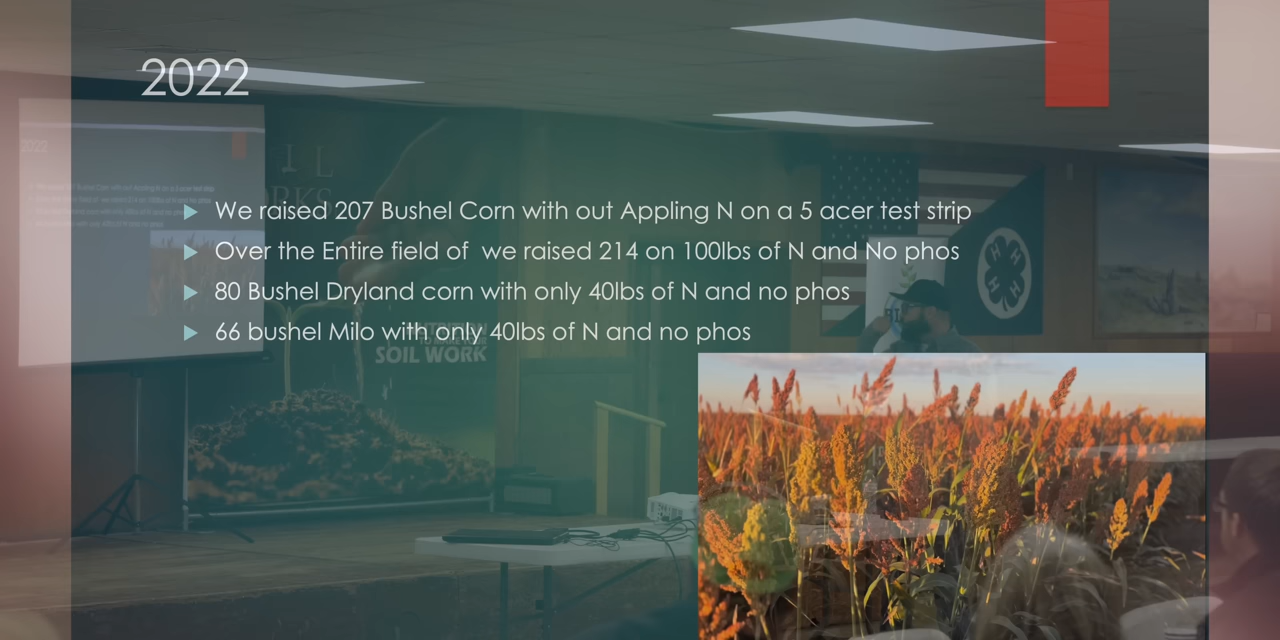 2022
We raised 207 Bushel Corn with out Appling N on a 5 acer test strip
Over the Entire field of we raised 214 on 100lbs of N and No phos
80 Bushel Dryland corn with only 40lbs of N and no phos
66 bushel Milo with only 40lbs of N and no phos
SOIL WORK
2022
H H
H H